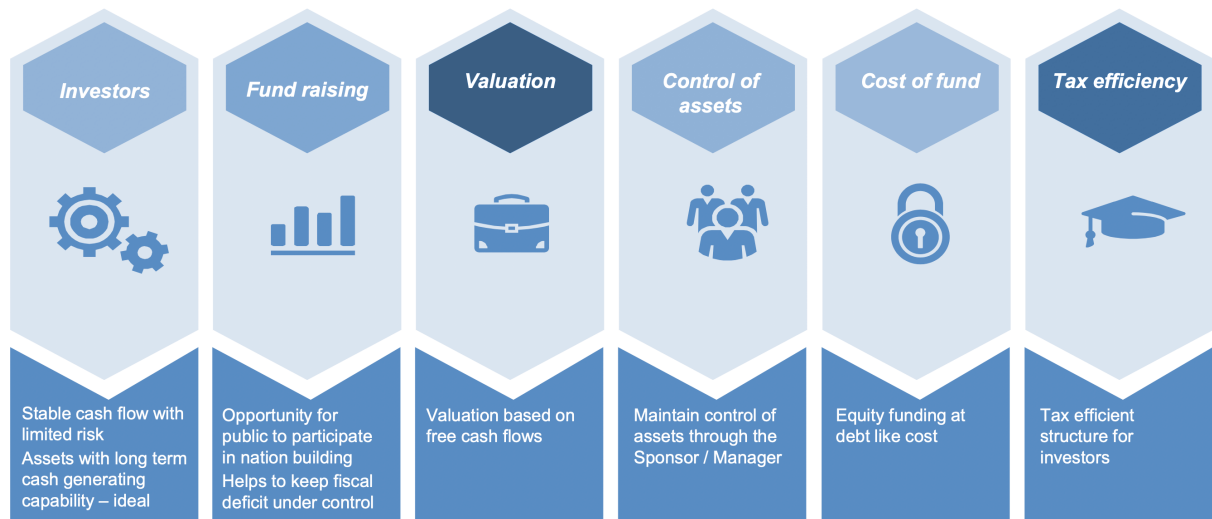 Investors
Fund raising
Valuation
Control of
assets
Cost of fund
Tax efficiency
Stable cash flow with
limited risk
Assets with long term
cash generating
capability – ideal
Opportunity for
public to participate
in nation building
Helps to keep fiscal
deficit under control
Valuation based on
free cash flows
Maintain control of
assets through the
Sponsor / Manager
Equity funding at
debt like cost
Tax efficient
structure for
investors